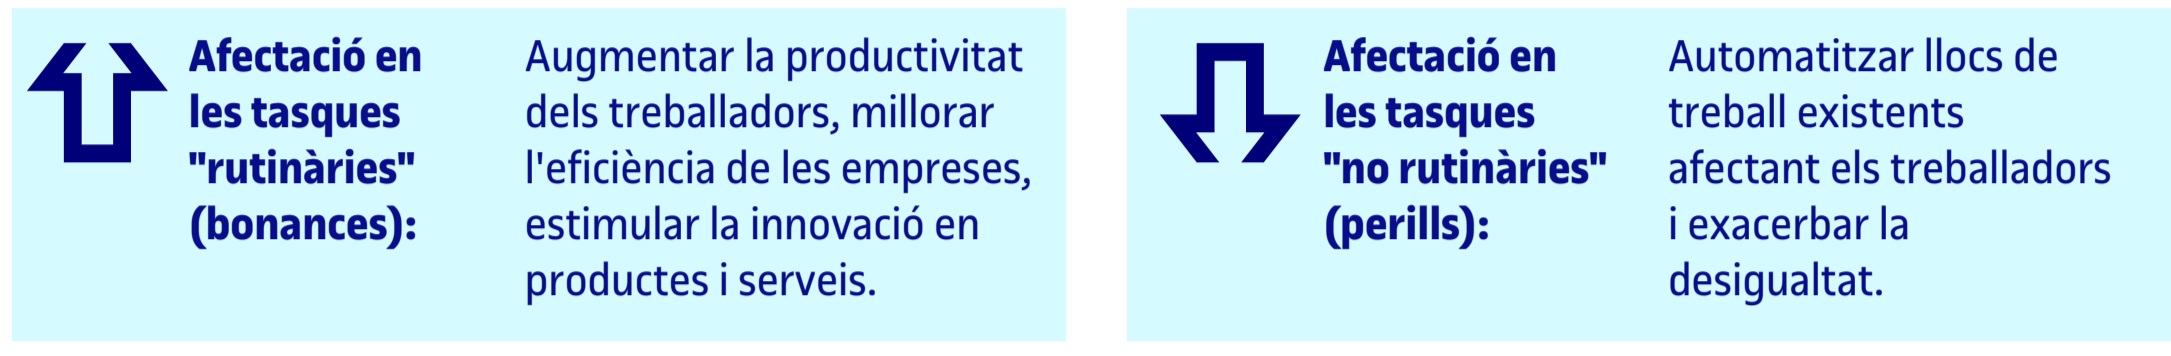 Afectació en
les tasques
"rutinàries"
(bonances):
Augmentar la productivitat
dels treballadors, millorar
l'eficiència de les empreses,
estimular la innovació en
productes i serveis.
Afectació en
les tasques
"no rutinàries"
(perills):
Automatitzar llocs de
treball existents
afectant els treballadors
i exacerbar la
desigualtat.